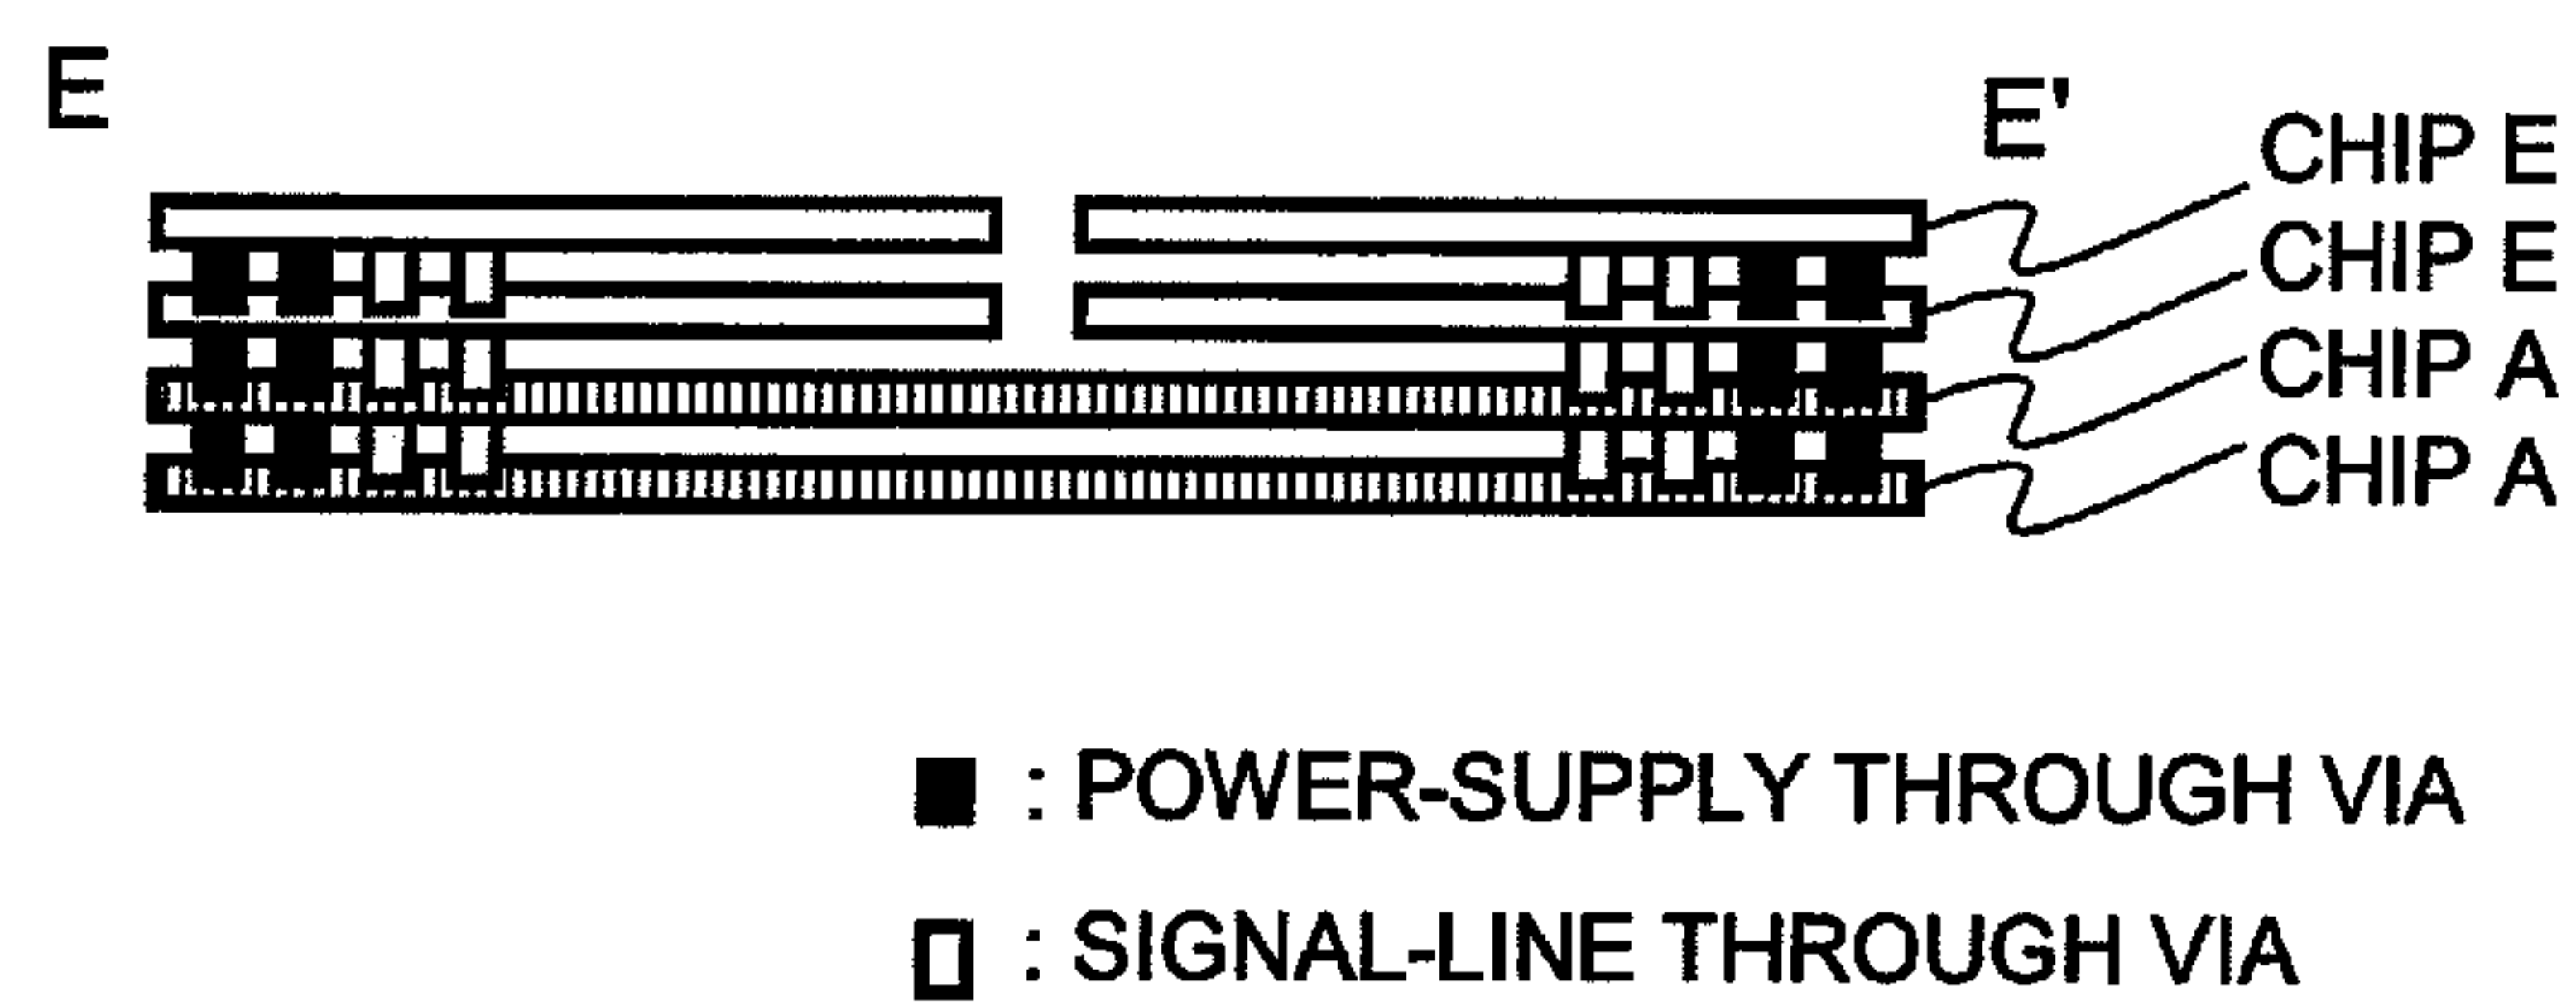 E
E'
CHIP E
CHIP E
CHIP A
CHIP A
: POWER-SUPPLY THROUGH VIA
: SIGNAL-LINE THROUGH VIA